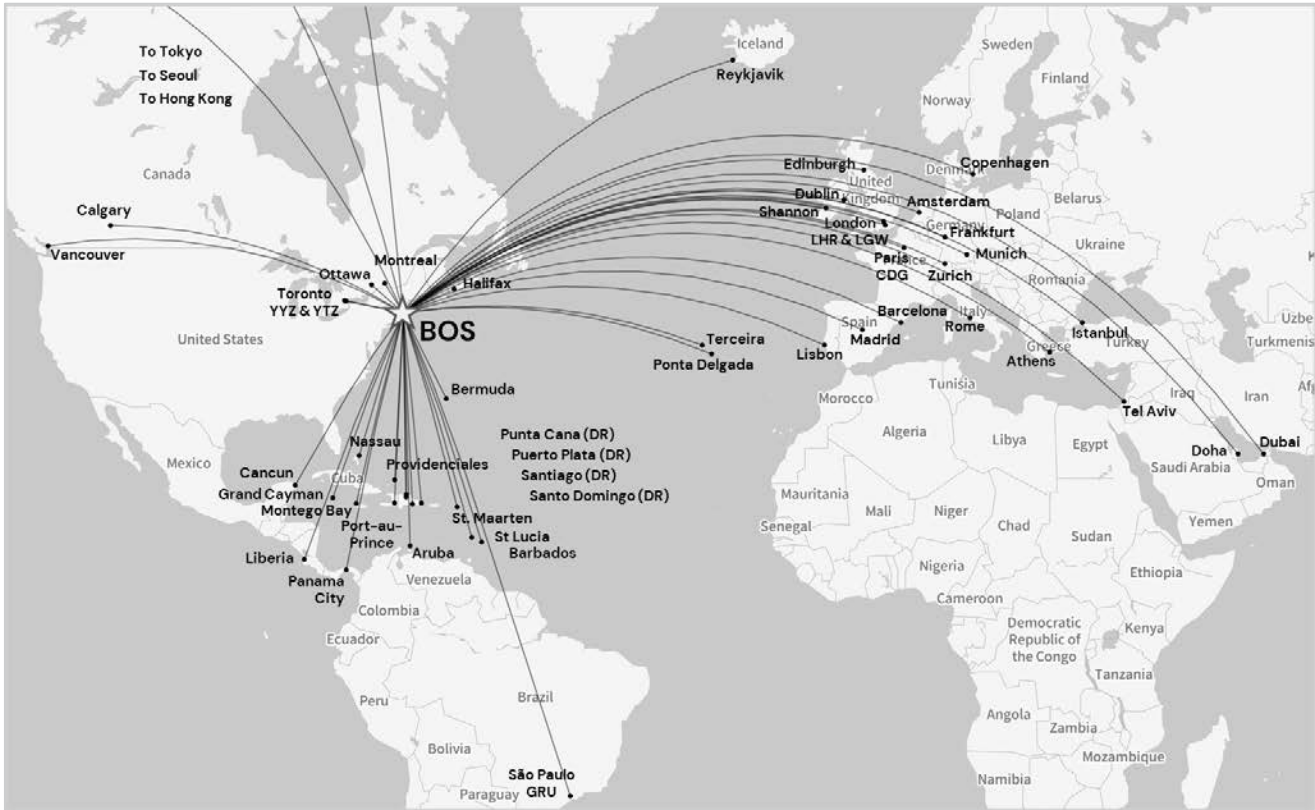 To Tokyo
To Seoul
To Hong Kong
Iceland
Reykjavik
Sweden
Finland
Norway
Canada
Edinburgh
Denmark
Copenhagen
United
Kingdom
Dublin
Amsterdam
Belarus
Calgary
Shannon
London
LHR & LGW
Poland
Germany
Frankfurt
Ukraine
Vancouver
Montreal
Paris
CDG
Munich
Zurich
Ottawa
Halifax
Romania
Toronto
YYZ & YTZ
BOS
Barcelona
Italy
Rome
Spain
Madrid
Istanbul
Turkey
Uzbe
Turkmenis
United States
Terceira
Ponta Delgada
Lisbon
Greece
Athens
Bermuda
Morocco
Tunisia
Iraq
Iran
Tel Aviv
Nassau
Punta Cana (DR)
Puerto Plata (DR)
Santiago (DR)
Santo Domingo (DR)
Algeria
Libya
Egypt
Doha
Dubai
Saudi Arabia
Oman
Mexico
Cancun
Cuba
Providenciales
Grand Cayman
Montego Bay
Mauritania
Mali
Niger
Chad
Sudan
Yemen
Senegal
Port-au-
Prince
St. Maarten
St Lucia
Barbados
Liberia
Aruba
Panama
City
Venezuela
Nigeria
Ethiopia
Colombia
Cameroon
Ecuador
Democratic
Republic of
the Congo
Kenya
Tanzania
Peru
Brazil
Angola
Zambia
Bolivia
Mozambique
São Paulo
GRU
Paraguay
Namibia